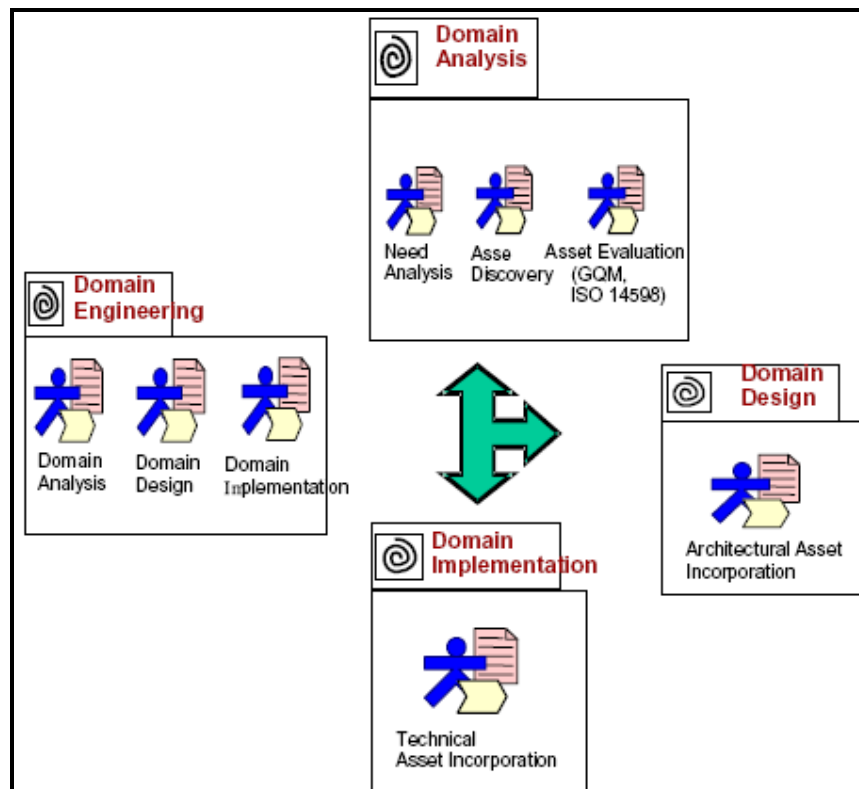 Domain
Analysis
Need
Analysis
Asse
Discovery
Asset Evaluation
(GQM,
ISO 14598)
Domain
Engineering
Domain
Analysis
Domain
Design
Domain
Inplementation
Domain
Design
Architectural Asset
Incorporation
Domain
Implementation
Technical
Asset Incorporation